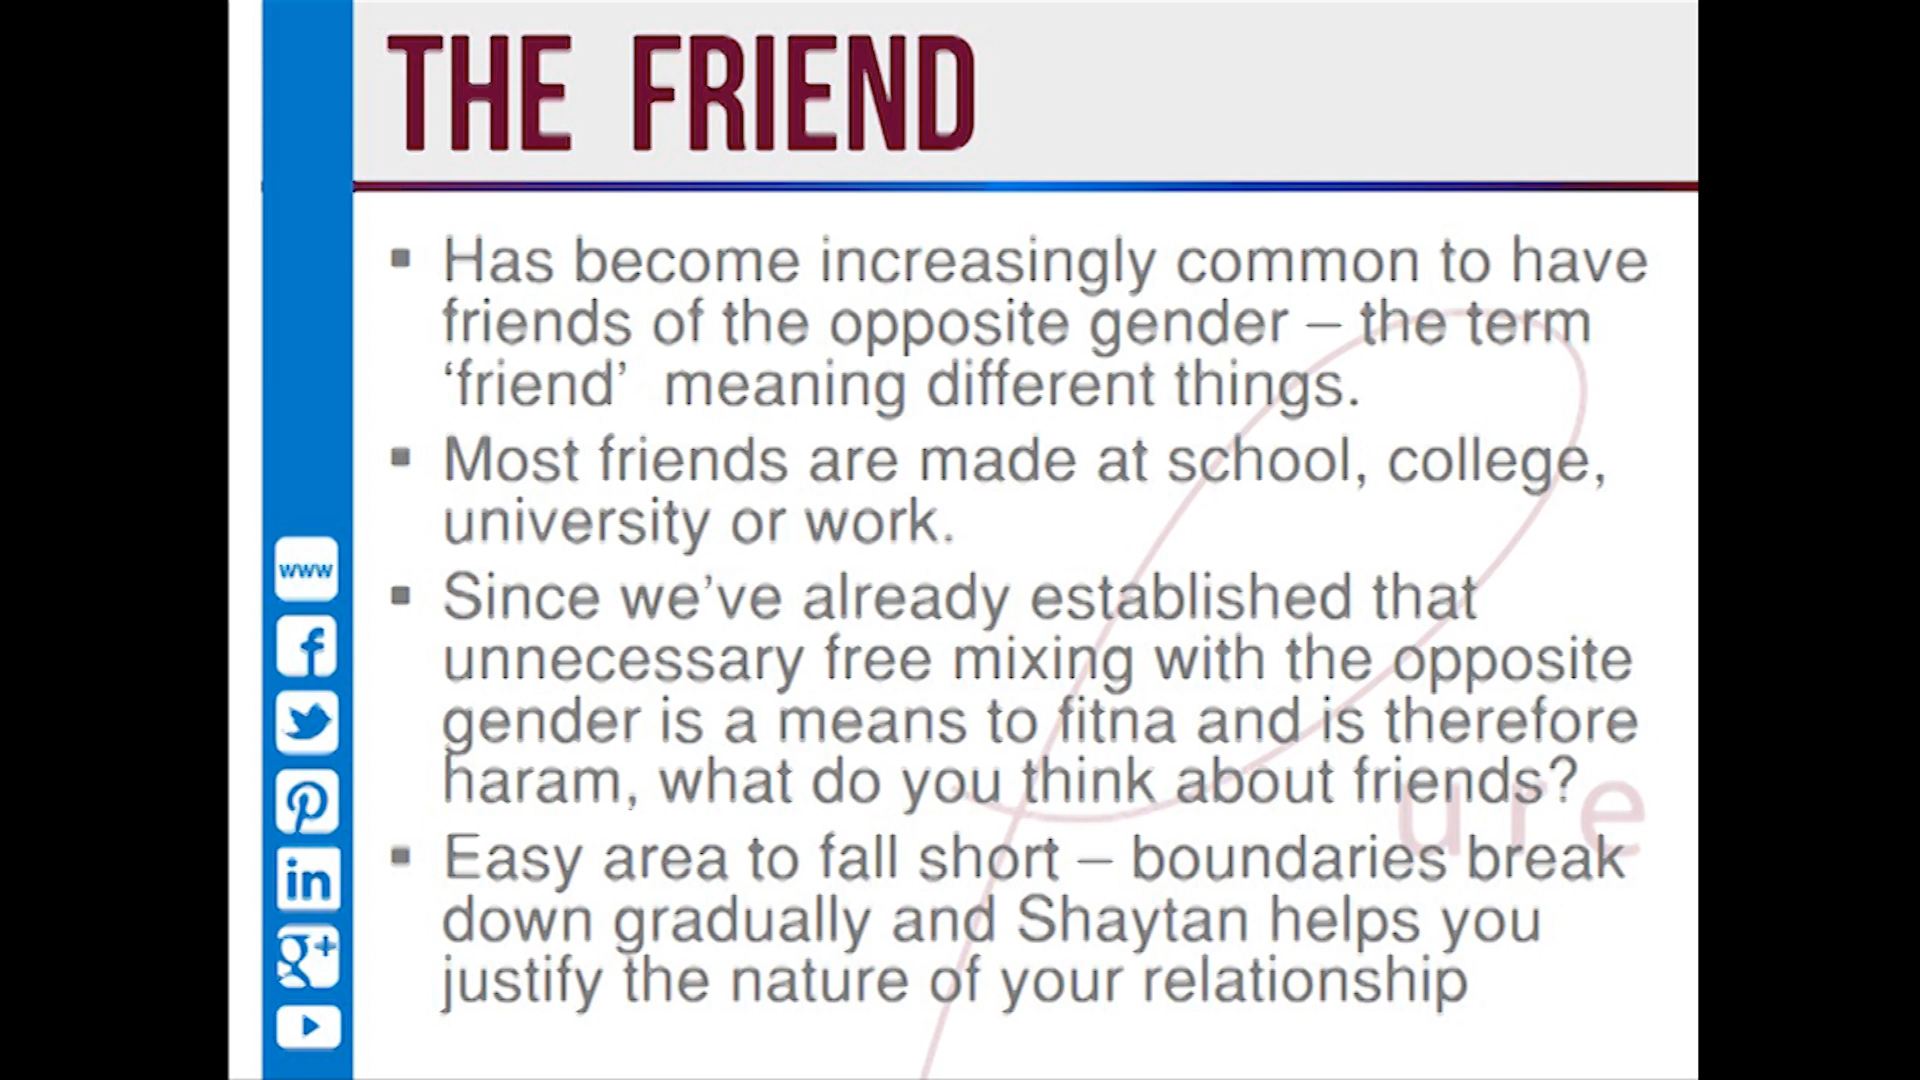 THE FRIEND
Has become increasingly common to have
friends of the opposite gender – the term
‘friend’ meaning different things.
Most friends are made at school, college,
university or work.
Since we’ve already established that
unnecessary free mixing with the opposite
gender is a means to fitna and is therefore
haram, what do you think about friends?
Easy area to fall short – boundaries break
down gradually and Shaytan helps you
justify the nature of your relationship
www
f
in
g+
ure